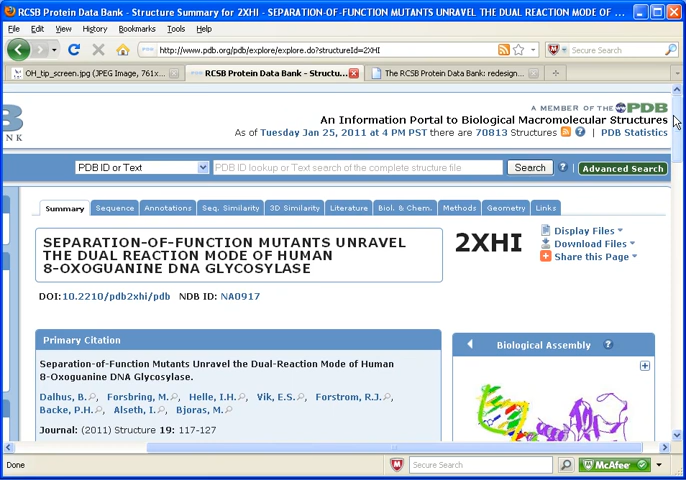 RCSB Protein Data Bank - Structure Summary for 2XHI - SEPARATION-OF-FUNCTION MUTANTS UNRAVEL THE DUAL REACTION MODE OF ...
File Edit View History Bookmarks Tools Help
http://www.pdb.org/pdb/explore/explore.do?structureId=2XHI
Secure Search
OH_tip_screen.jpg (JPEG Image, 761x...
RCSB Protein Data Bank - Structu...
The RCSB Protein Data Bank: redesign...
A MEMBER OF THE PDB
B
An Information Portal to Biological Macromolecular Structures
NK
As of Tuesday Jan 25, 2011 at 4 PM PST there are 70813 Structures ? PDB Statistics
PDB ID or Text
PDB ID lookup or Text search of the complete structure file
Search
?
Advanced Search
Summary Sequence Annotations Seq. Similarity 3D Similarity Literature Biol. & Chem. Methods Geometry Links
SEPARATION-OF-FUNCTION MUTANTS UNRAVEL
THE DUAL REACTION MODE OF HUMAN
8-OXOGUANINE DNA GLYCOSYLASE
2XHI
Display Files
Download Files
Share this Page
DOI:10.2210/pdb2xhi/pdb NDB ID: NA0917
Primary Citation
Separation-of-Function Mutants Unravel the Dual-Reaction Mode of Human
8-Oxoguanine DNA Glycosylase.
Dalhus, B. Forsbring, M. Helle, I.H. Vik, E.S. Forstrom, R.J.
Backe, P.H. Alseth, I. Bjoras, M.
Journal: (2011) Structure 19: 117-127
Biological Assembly ?
Done
Secure Search
McAfee